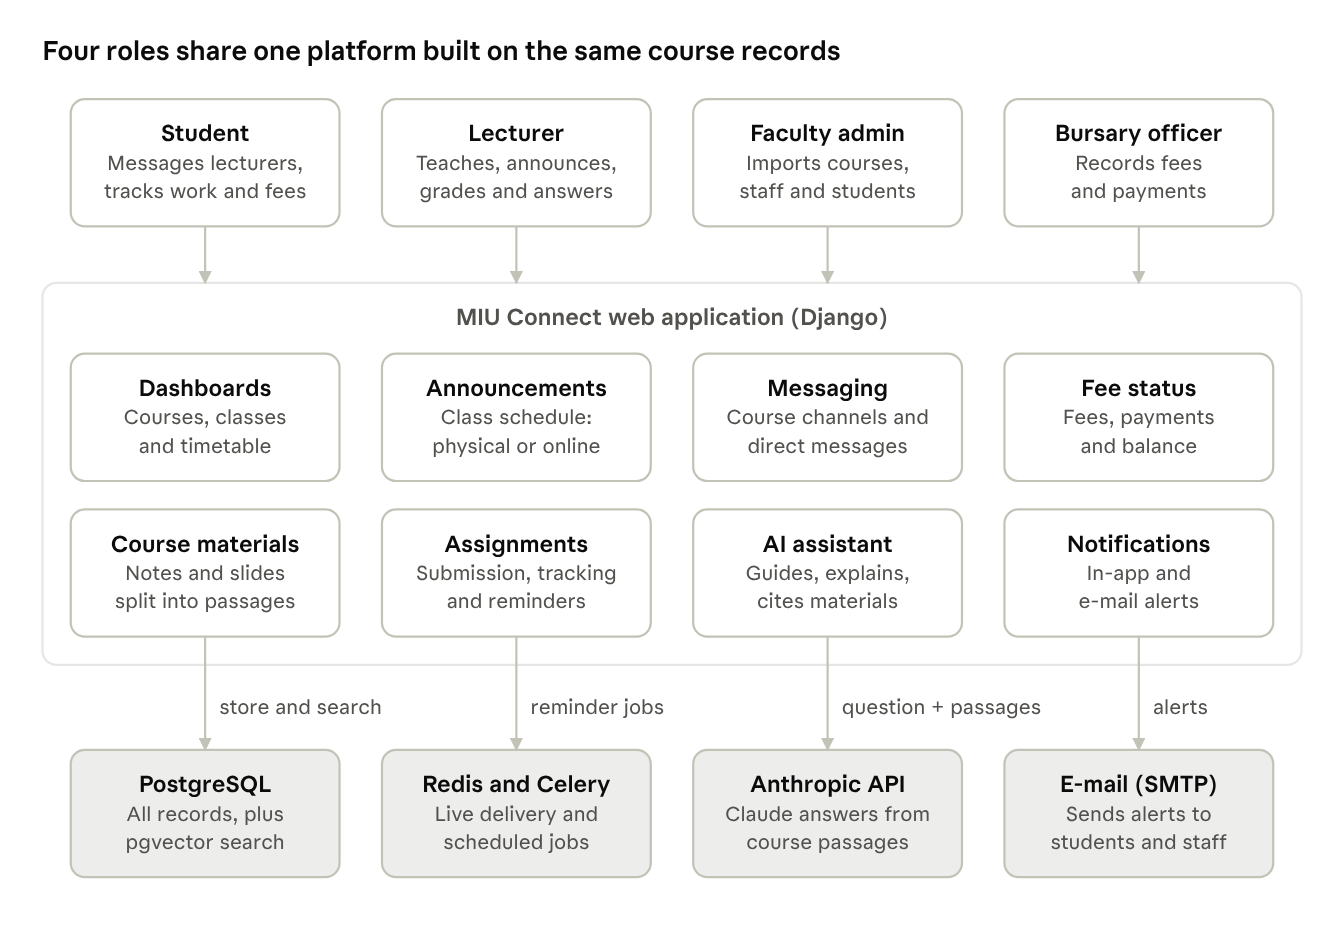 Four roles share one platform built on the same course records
Student
Messages lecturers,
tracks work and fees
Lecturer
Teaches, announces,
grades and answers
Faculty admin
Imports courses,
staff and students
Bursary officer
Records fees
and payments
MIU Connect web application (Django)
Dashboards
Courses, classes
and timetable
Announcements
Class schedule:
physical or online
Messaging
Course channels and
direct messages
Fee status
Fees, payments
and balance
Course materials
Notes and slides
split into passages
Assignments
Submission, tracking
and reminders
AI assistant
Guides, explains,
cites materials
Notifications
In-app and
e-mail alerts
store and search
reminder jobs
question + passages
alerts
PostgreSQL
All records, plus
pgvector search
Redis and Celery
Live delivery and
scheduled jobs
Anthropic API
Claude answers from
course passages
E-mail (SMTP)
Sends alerts to
students and staff